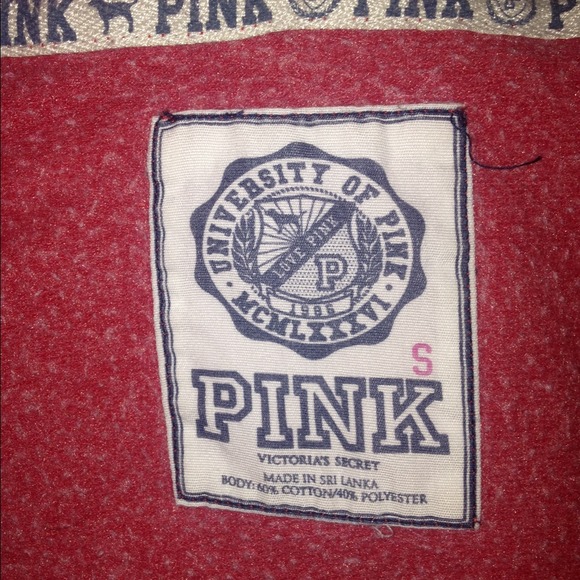 INK PINK PINK P
UNIVERSITY OF PINK
LOVE PINK
P
1986
MCMLXXXVI
S
PINK
VICTORIA'S SECRET
MADE IN SRI LANKA
BODY: 60% COTTON/40% POLYESTER